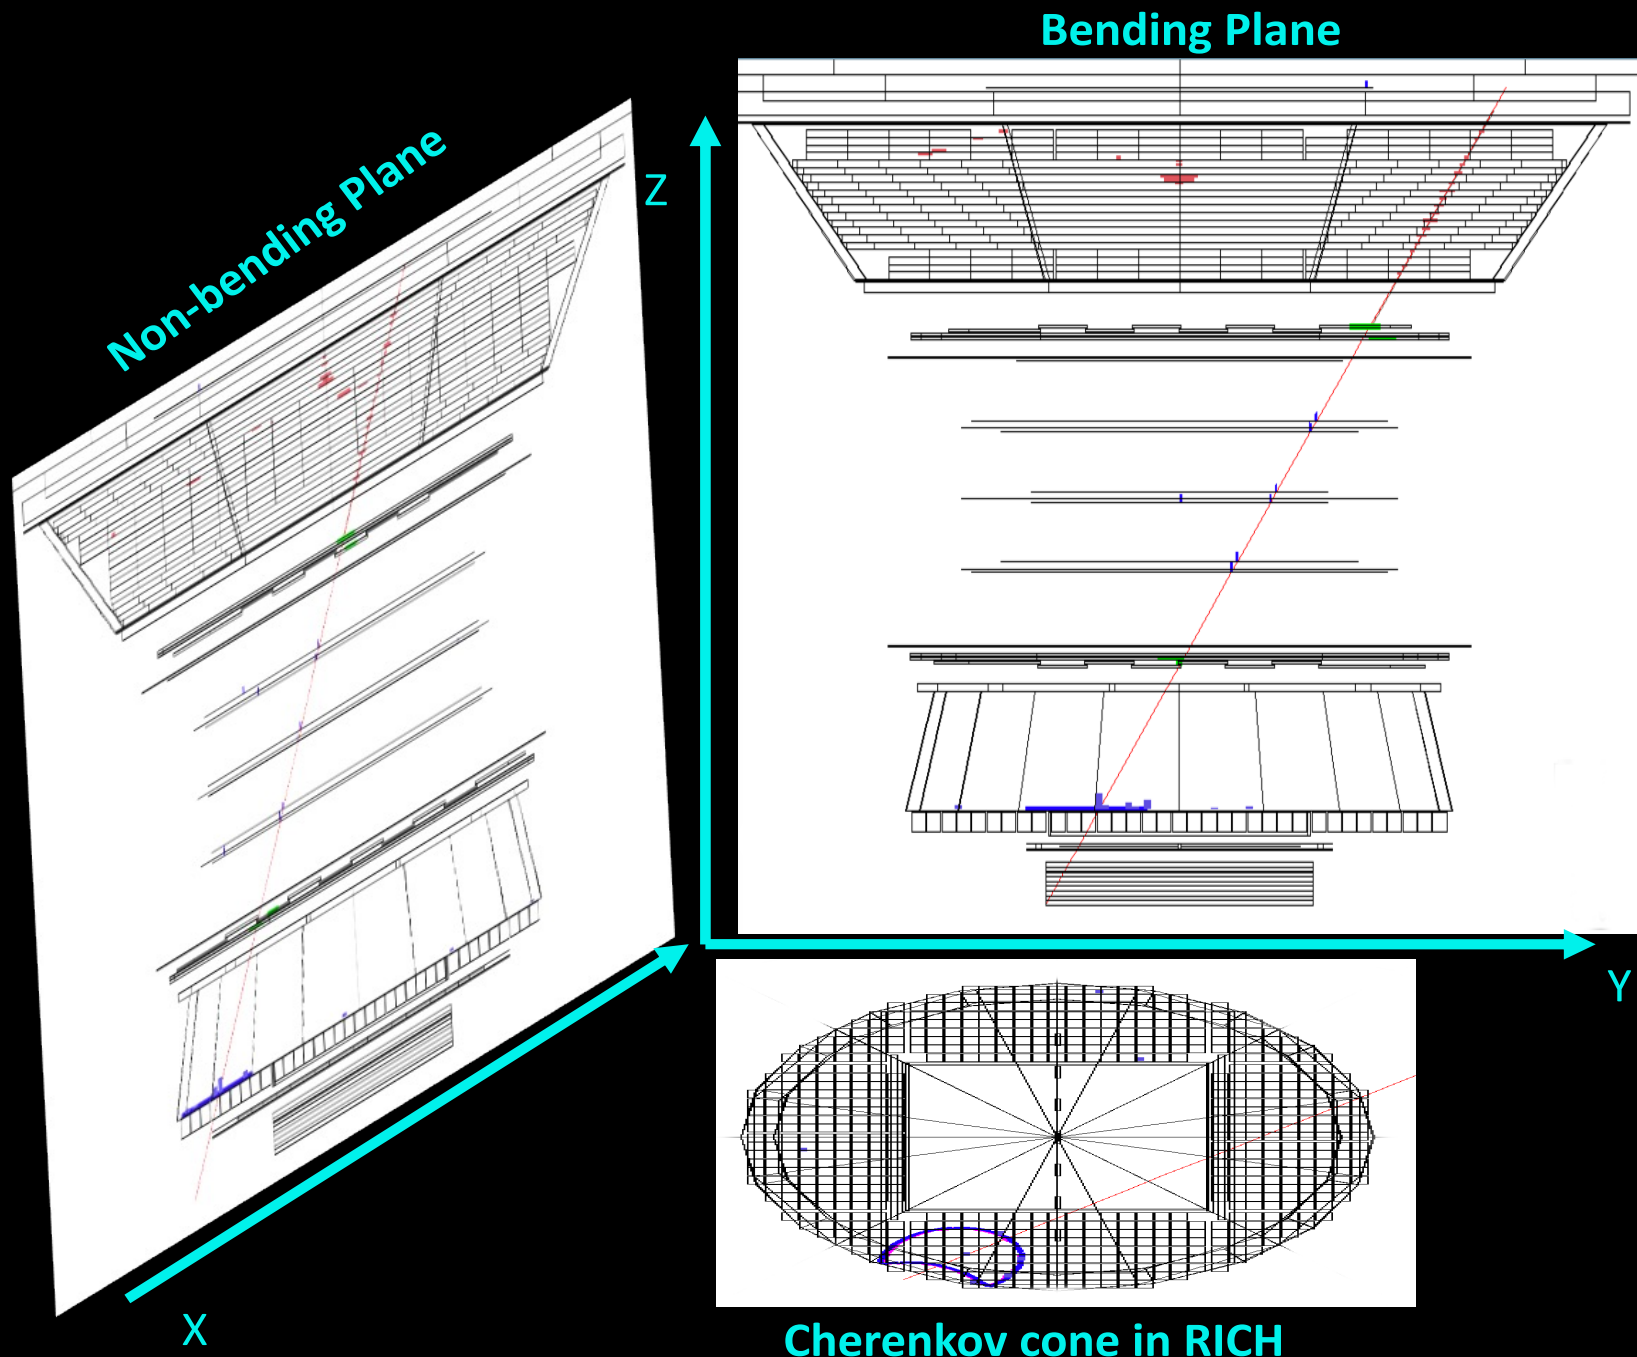 Bending Plane
Non-bending Plane
Z
Y
X
Cherenkov cone in RICH